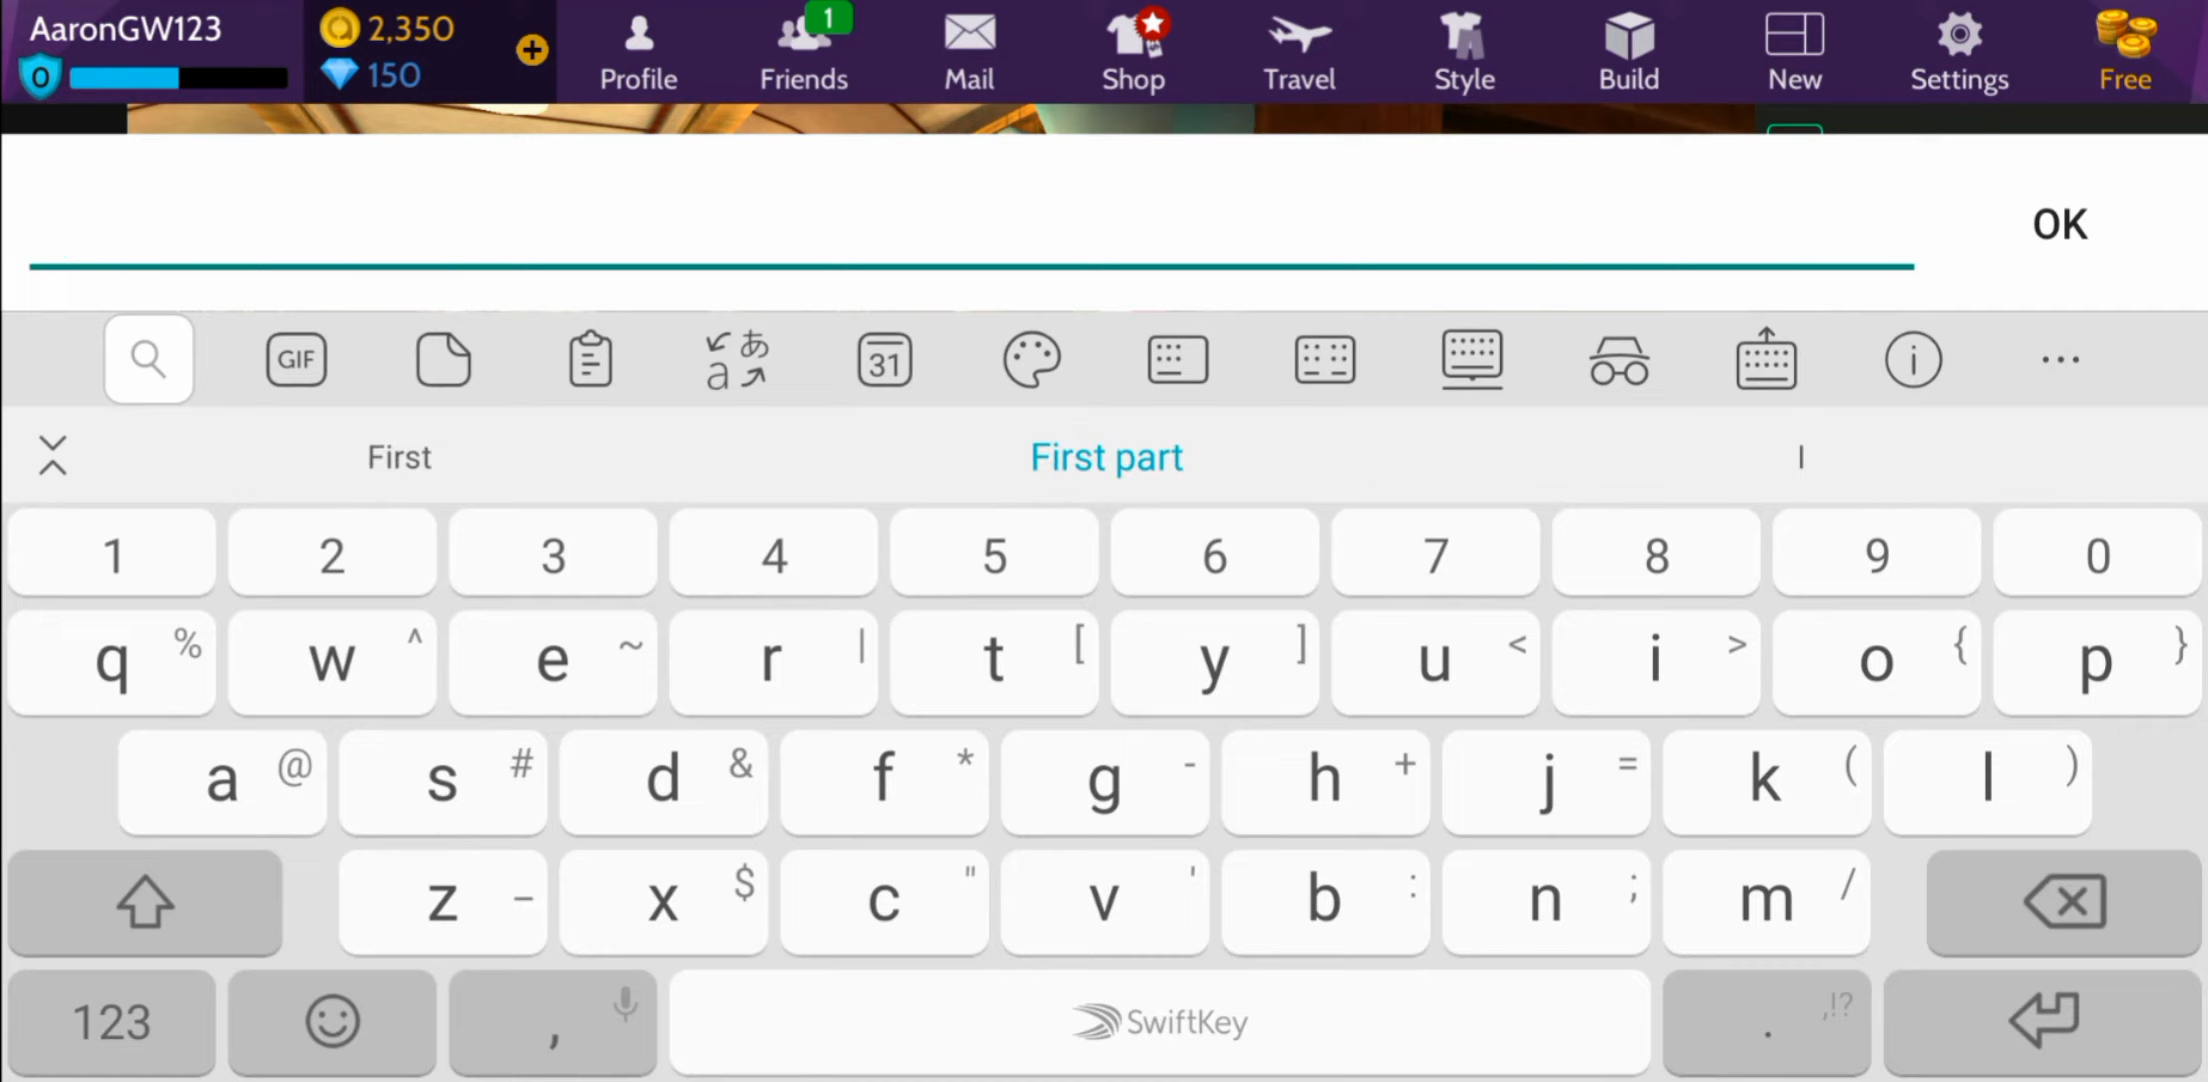 AaronGW123
0
2,350
150
Profile
1
Friends
Mail
Shop
Travel
Style
Build
New
Settings
Free
OK
GIF
あ
a
31
First
First part
I
1 2 3 4 5 6 7 8 9 0
q % w ^ e ~ r | t [ y ] u < i > o { p }
a @ s # d & f * g - h + j = k ( l )
z _ x $ c " v ' b : n ; m /
123 , SwiftKey . ,!?